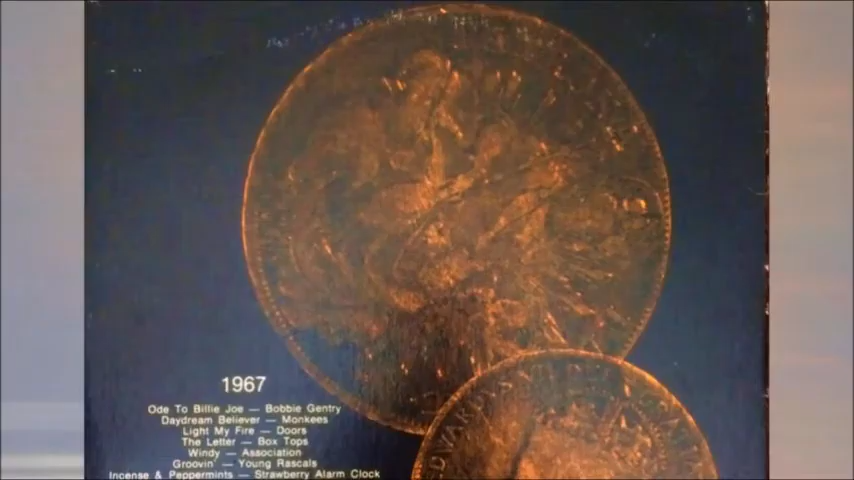 1967
Ode To Billie Joe — Bobbie Gentry
Daydream Believer — Monkees
Light My Fire — Doors
The Letter — Box Tops
Windy — Association
Groovin' — Young Rascals
Incense & Peppermints — Strawberry Alarm Clock